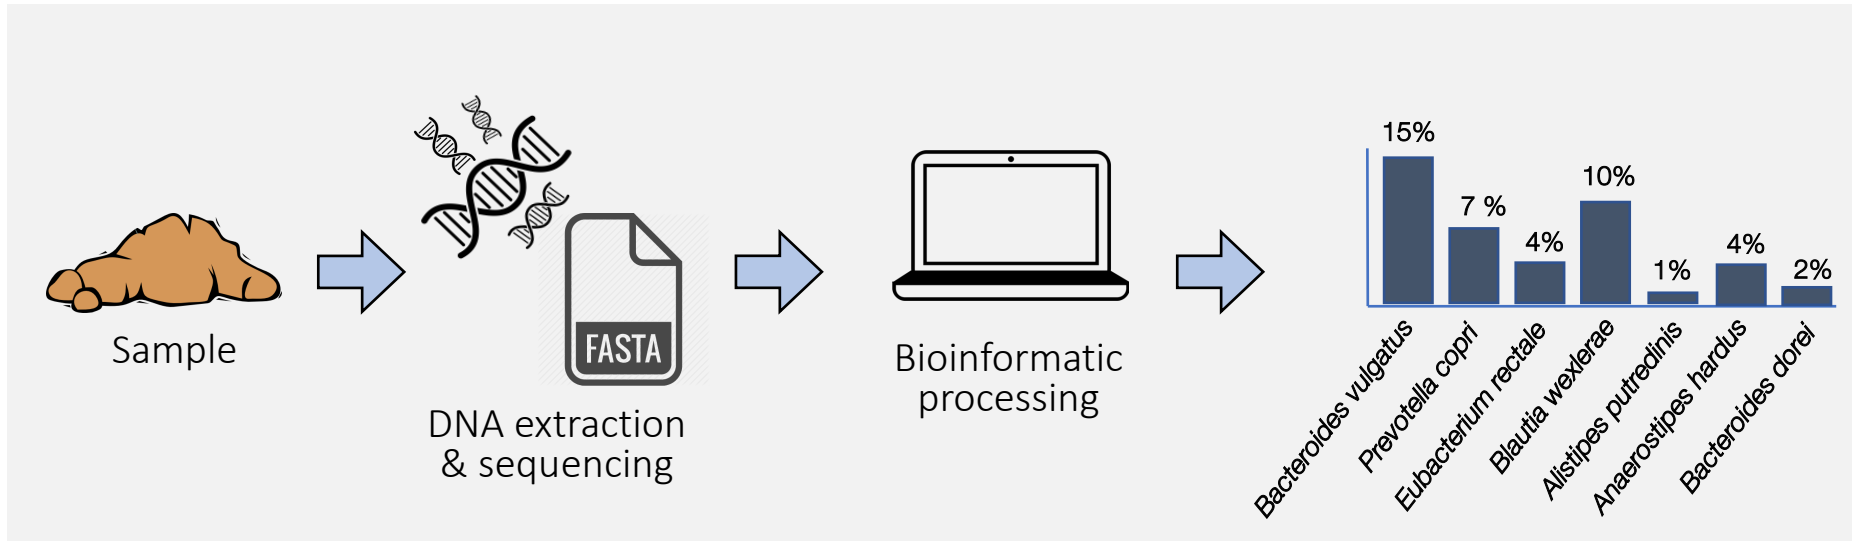 Sample
DNA extraction
& sequencing
FASTA
Bioinformatic
processing
15%
7 %
4%
10%
1%
4%
2%
Bacteroides vulgatus
Prevotella copri
Eubacterium rectale
Blautia wexlerae
Alistipes putredinis
Anaerostipes hardus
Bacteroides dorei